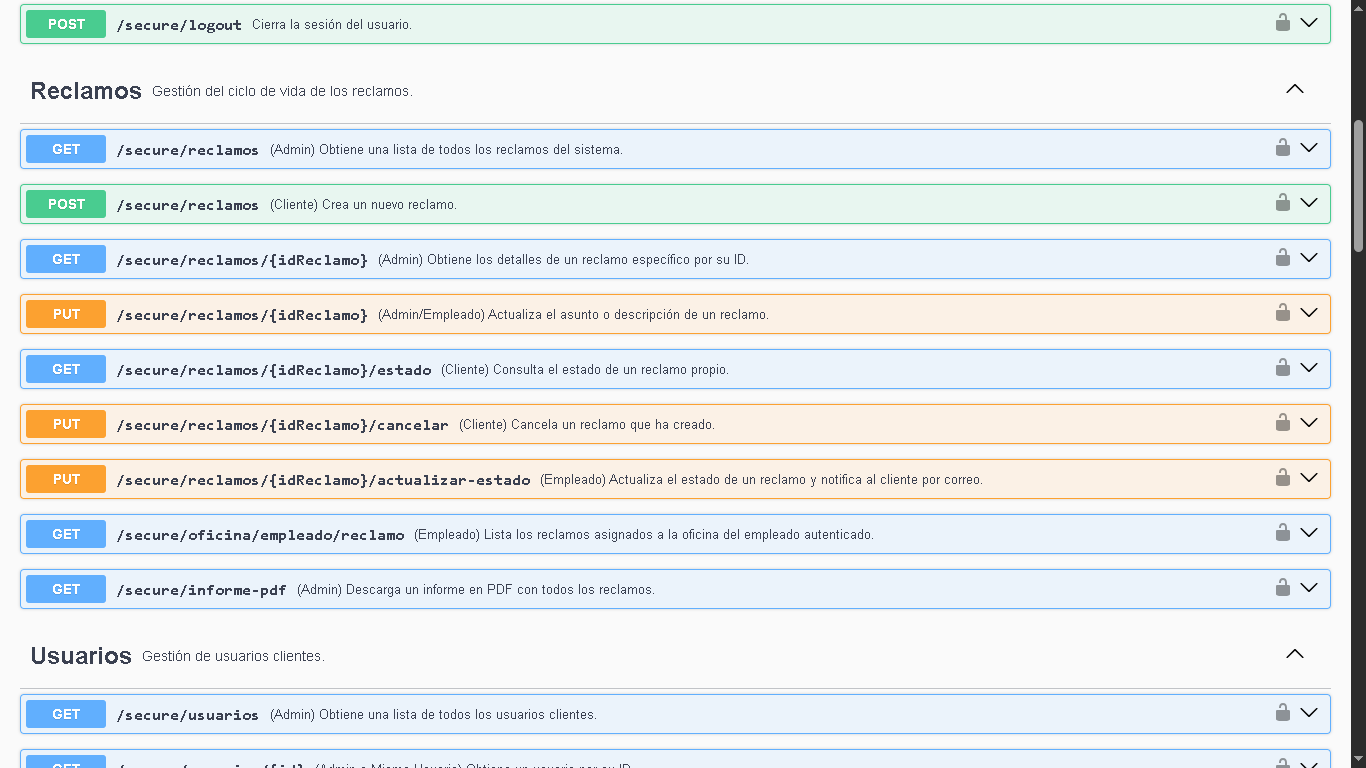 POST /secure/logout Cierra la sesión del usuario.
Reclamos Gestión del ciclo de vida de los reclamos.
GET /secure/reclamos (Admin) Obtiene una lista de todos los reclamos del sistema.
POST /secure/reclamos (Cliente) Crea un nuevo reclamo.
GET /secure/reclamos/{idReclamo} (Admin) Obtiene los detalles de un reclamo específico por su ID.
PUT /secure/reclamos/{idReclamo} (Admin/Empleado) Actualiza el asunto o descripción de un reclamo.
GET /secure/reclamos/{idReclamo}/estado (Cliente) Consulta el estado de un reclamo propio.
PUT /secure/reclamos/{idReclamo}/cancelar (Cliente) Cancela un reclamo que ha creado.
PUT /secure/reclamos/{idReclamo}/actualizar-estado (Empleado) Actualiza el estado de un reclamo y notifica al cliente por correo.
GET /secure/oficina/empleado/reclamo (Empleado) Lista los reclamos asignados a la oficina del empleado autenticado.
GET /secure/informe-pdf (Admin) Descarga un informe en PDF con todos los reclamos.
Usuarios Gestión de usuarios clientes.
GET /secure/usuarios (Admin) Obtiene una lista de todos los usuarios clientes.
GET /secure/usuarios/{id} (Admin o Mismo Usuario) Obtiene un usuario por su ID.